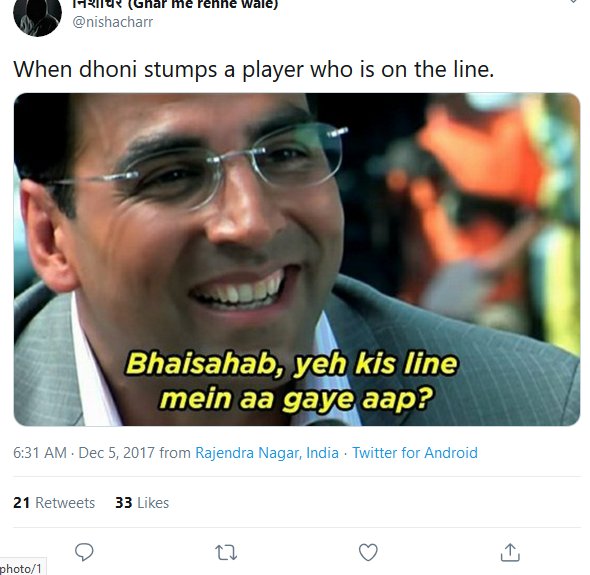 निशाचर (Ghar me rehne wale)
@nishacharr
When dhoni stumps a player who is on the line.
Bhaisahab, yeh kis line
mein aa gaye aap?
6:31 AM · Dec 5, 2017 from Rajendra Nagar, India · Twitter for Android
21 Retweets 33 Likes
photo/1